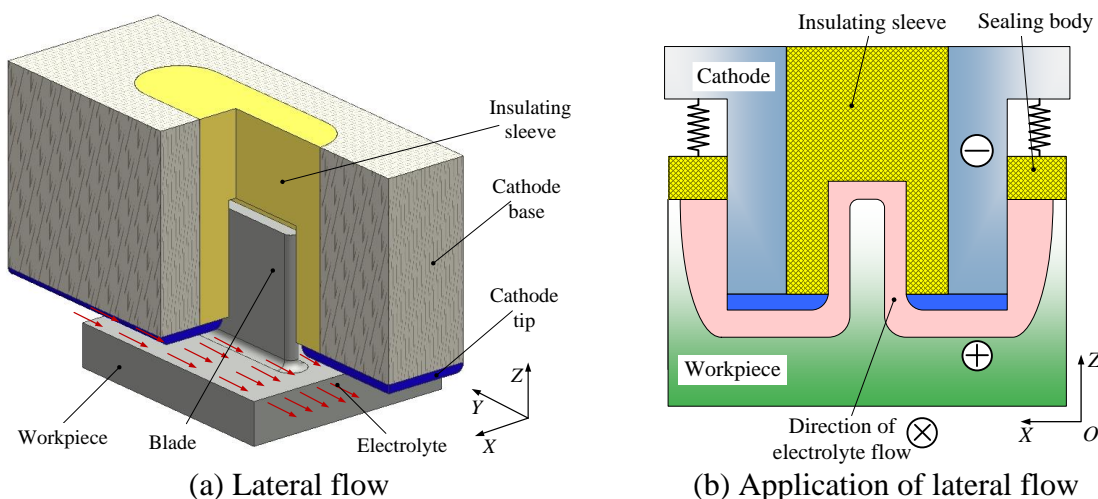 Insulating
sleeve
Cathode
base
Cathode
tip
Z
Y
X
Workpiece
Blade
Electrolyte
(a) Lateral flow
Insulating sleeve
Sealing body
Cathode
−
+
Workpiece
Direction of
electrolyte flow
Z
X
O
(b) Application of lateral flow